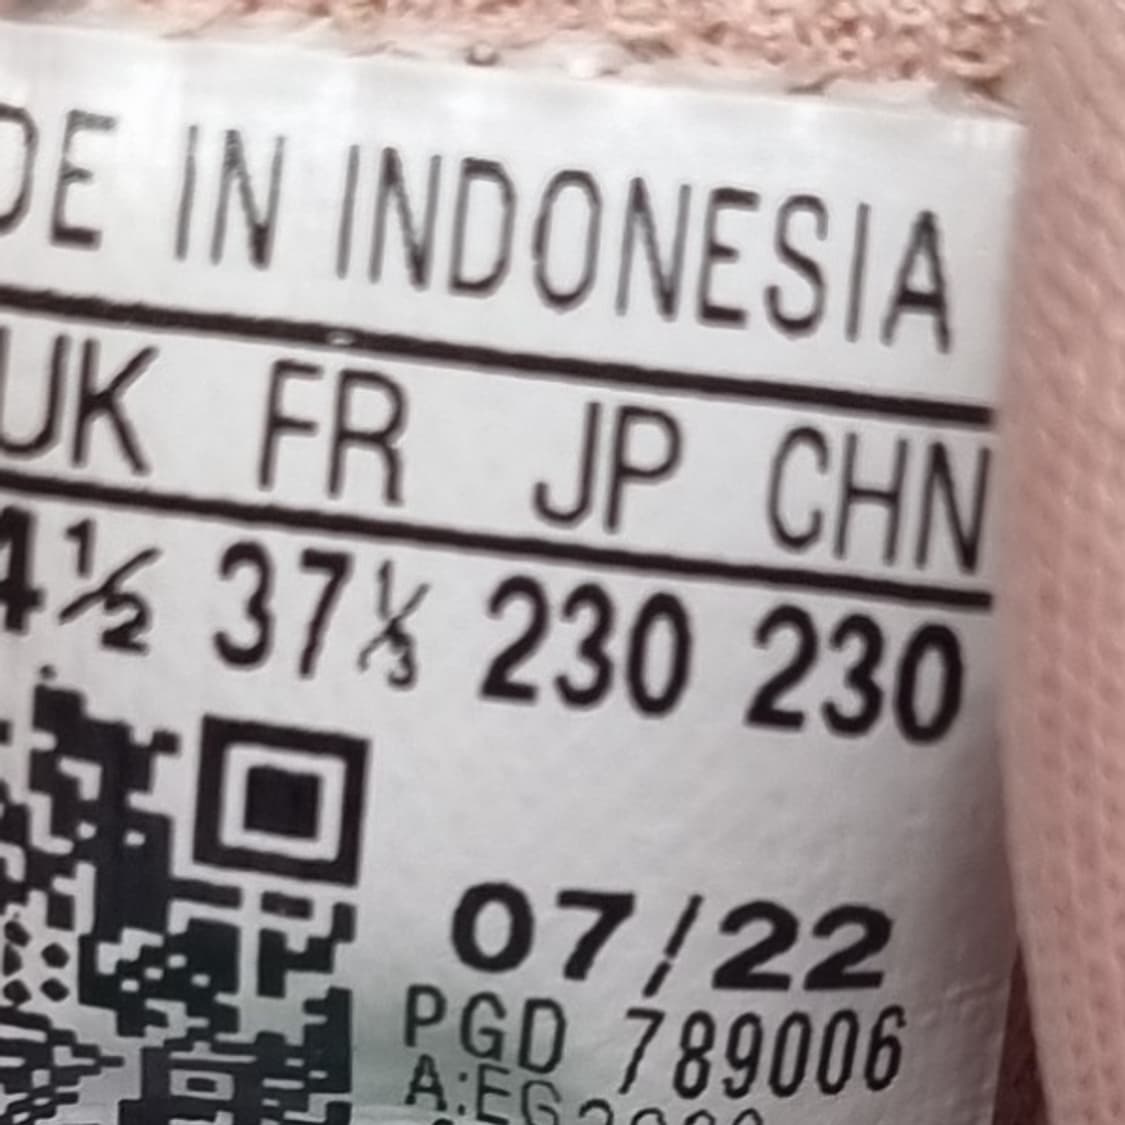 DE IN INDONESIA
UK FR JP CHN
4½ 37⅓ 230 230
07/22
PGD 789006